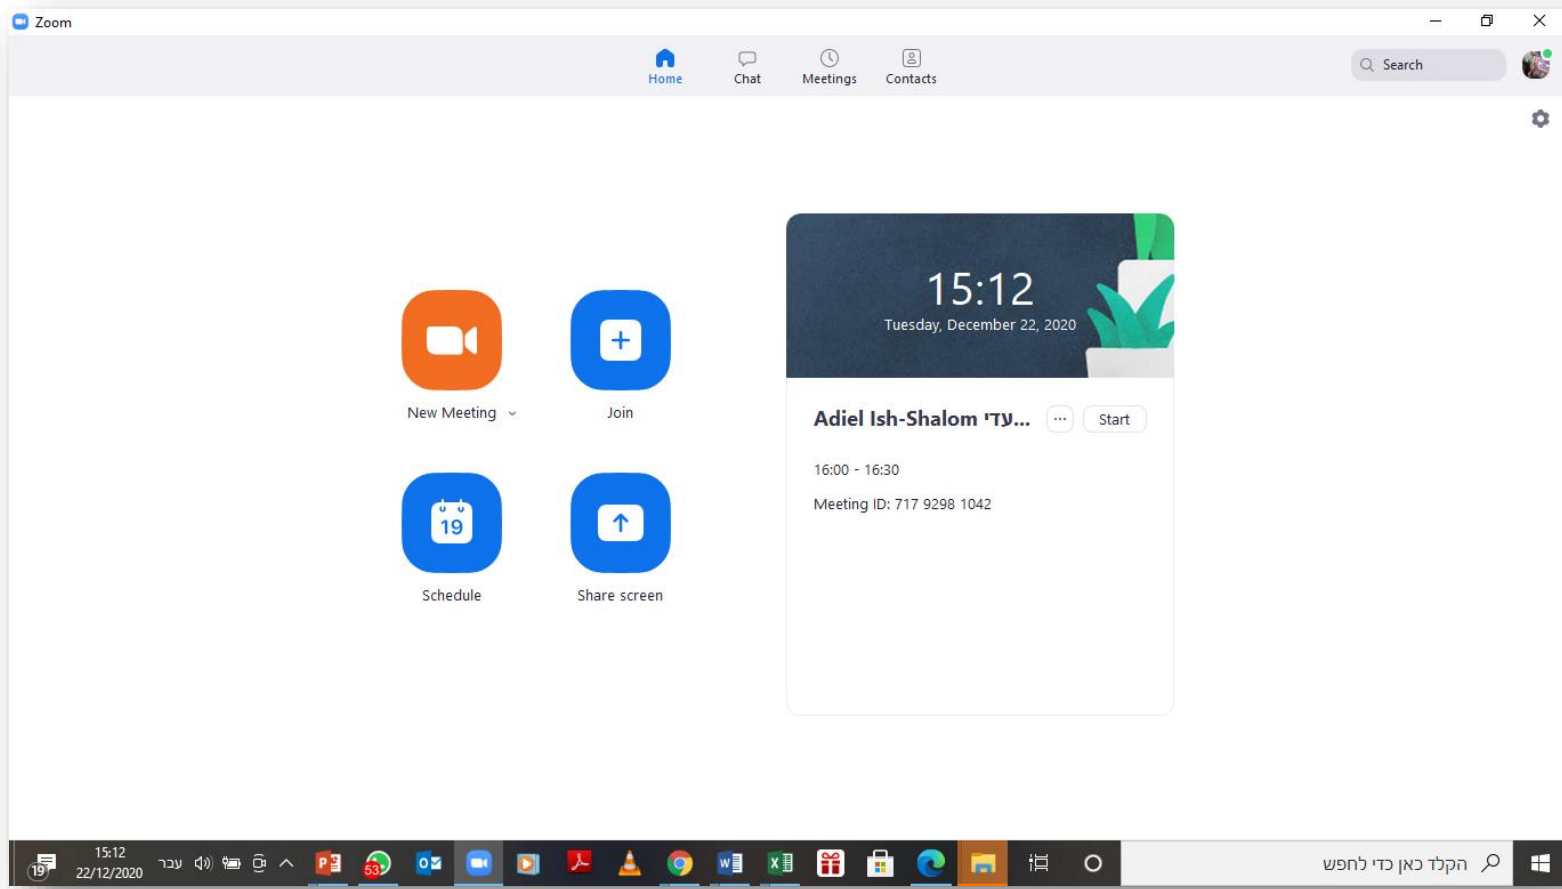 Zoom
Home
Chat
Meetings
Contacts
Search
15:12
Tuesday, December 22, 2020
New Meeting
Join
Adiel Ish-Shalom עדי...
Start
16:00 - 16:30
Meeting ID: 717 9298 1042
19
Schedule
Share screen
19
15:12
22/12/2020
עבר
53
הקלד כאן כדי לחפש